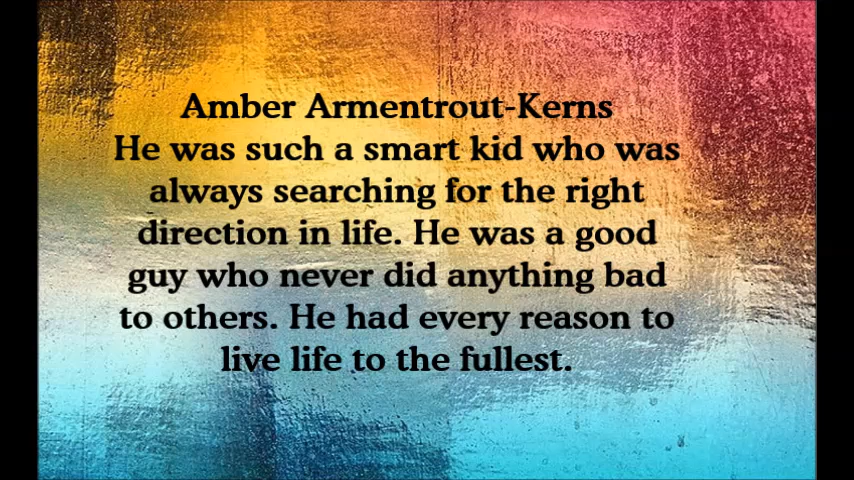 Amber Armentrout-Kerns
He was such a smart kid who was
always searching for the right
direction in life. He was a good
guy who never did anything bad
to others. He had every reason to
live life to the fullest.